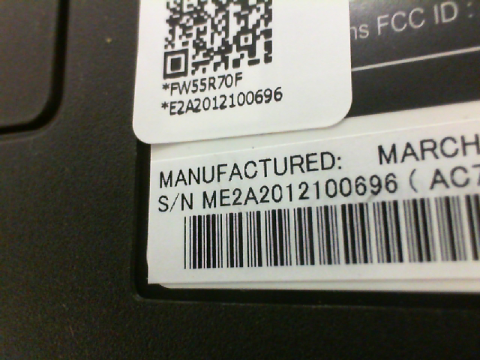 ns FCC ID :
*FW55R70F
*E2A2012100696
MANUFACTURED: MARCH
S/N ME2A2012100696 ( AC7